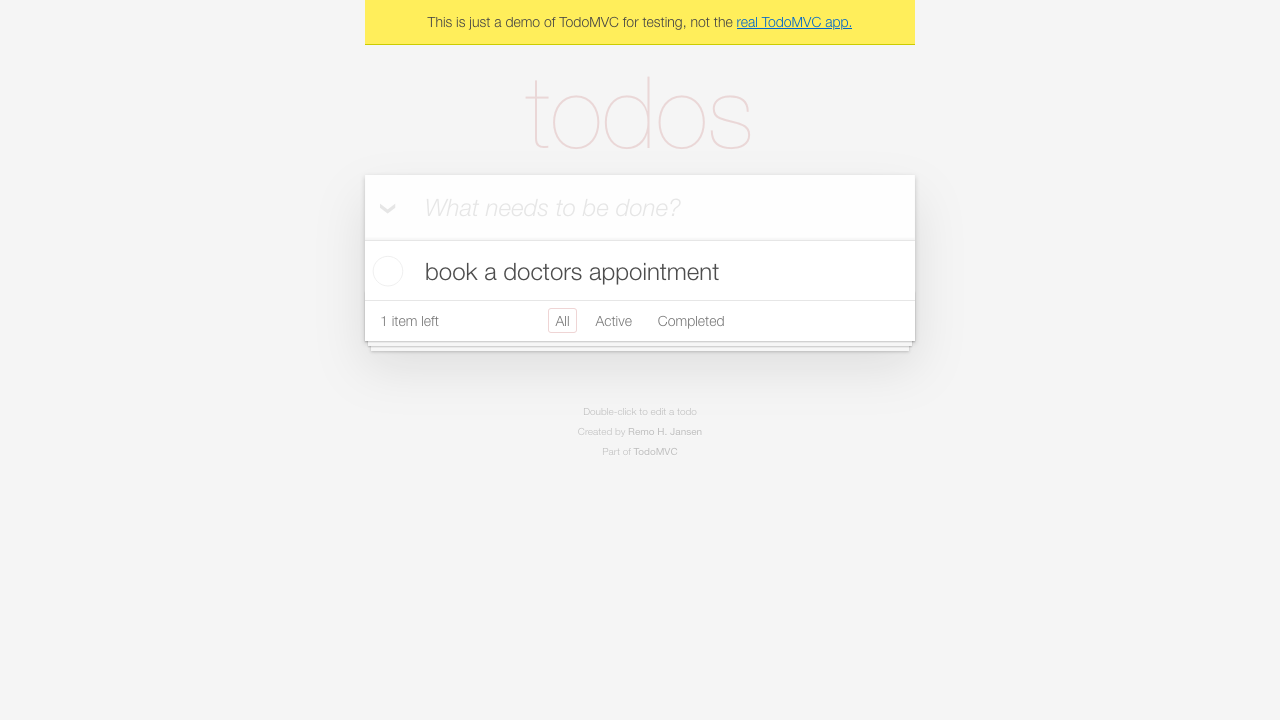 This is just a demo of TodoMVC for testing, not the real TodoMVC app.
todos
What needs to be done?
book a doctors appointment
1 item left
All
Active
Completed
Double-click to edit a todo
Created by Remo H. Jansen
Part of TodoMVC